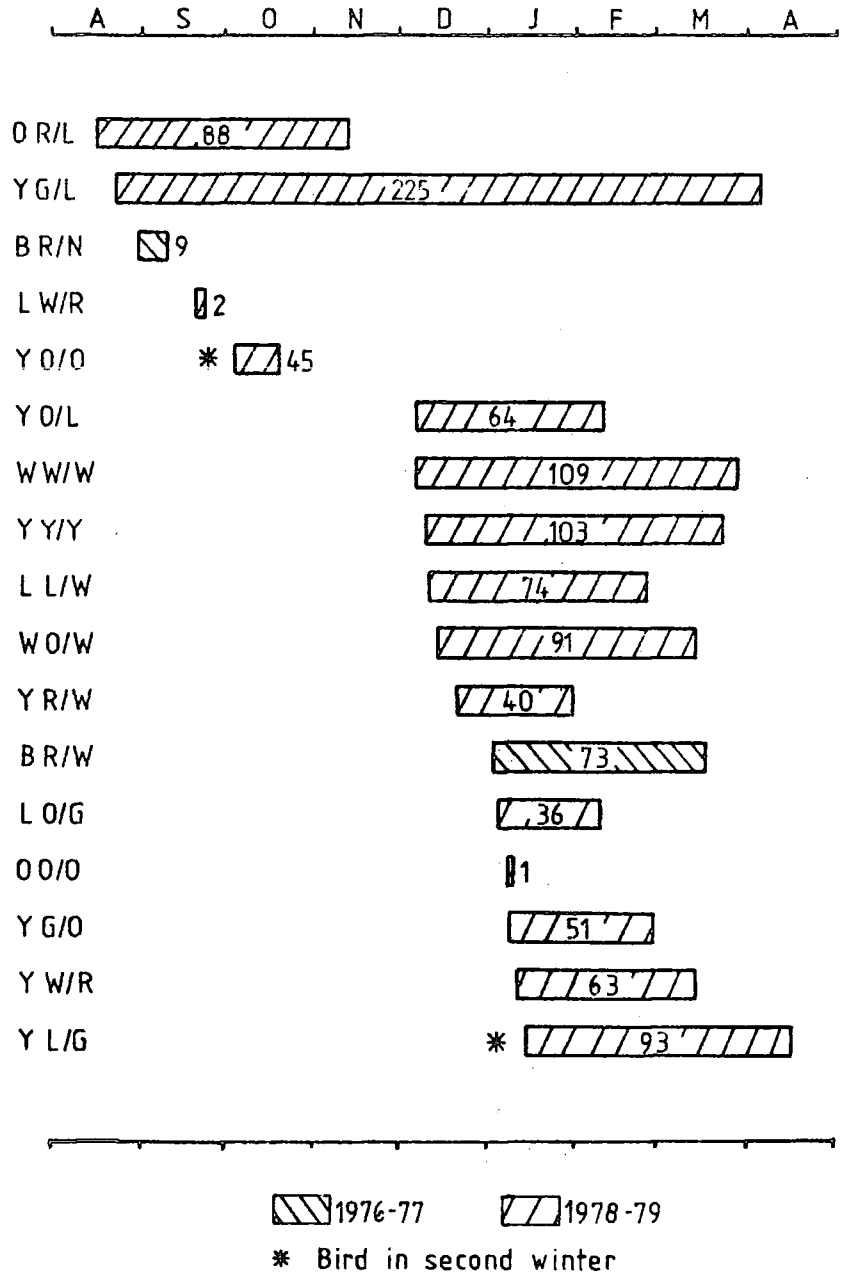 A S O N D J F M A
O R/L 88
Y G/L 225
B R/N 9
L W/R 2
Y O/O * 45
Y O/L 64
W W/W 109
Y Y/Y 103
L L/W 74
W O/W 91
Y R/W 40
B R/W 73
L O/G 36
O O/O 1
Y G/O 51
Y W/R 63
Y L/G * 93
1976-77 1978-79
* Bird in second winter